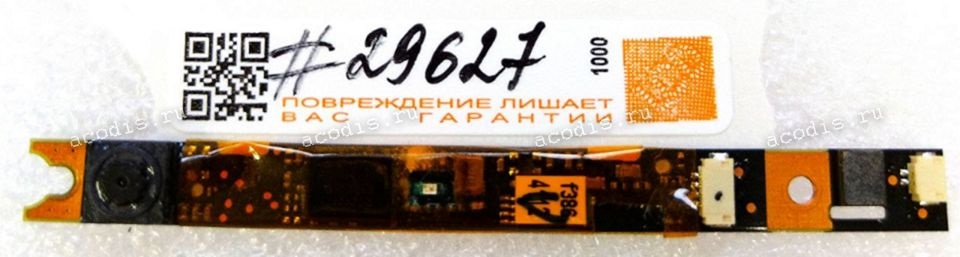 #29627
1000
ПОВРЕЖДЕНИЕ ЛИШАЕТ
ВАС ГАРАНТИИ
acodis.ru
acodis.ru
acodis.ru
acodis.ru
f386